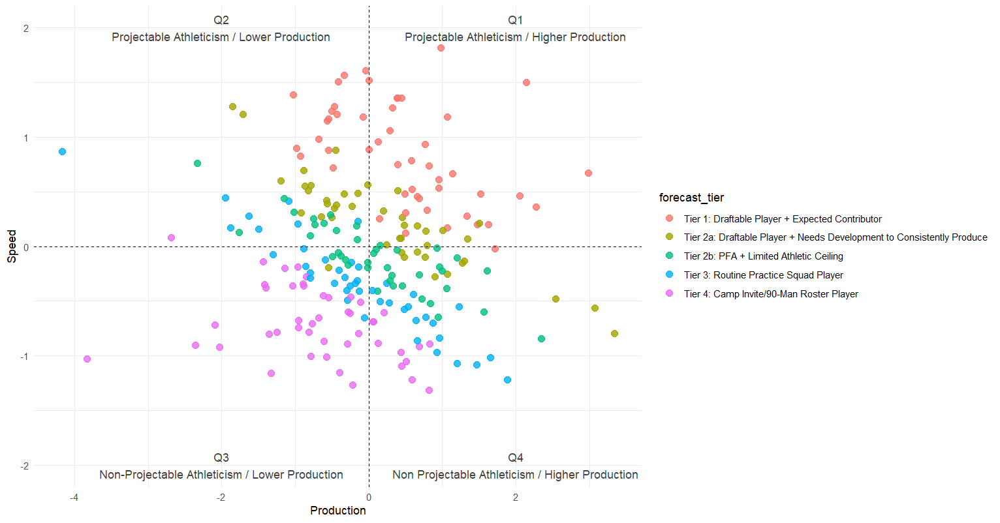 Q2
Q1
Projectable Athleticism / Lower Production
Projectable Athleticism / Higher Production
2
1
0
-1
-2
Speed
Q3
Q4
Non-Projectable Athleticism / Lower Production
Non Projectable Athleticism / Higher Production
-4
-2
0
2
Production
forecast_tier
Tier 1: Draftable Player + Expected Contributor
Tier 2a: Draftable Player + Needs Development to Consistently Produce
Tier 2b: PFA + Limited Athletic Ceiling
Tier 3: Routine Practice Squad Player
Tier 4: Camp Invite/90-Man Roster Player